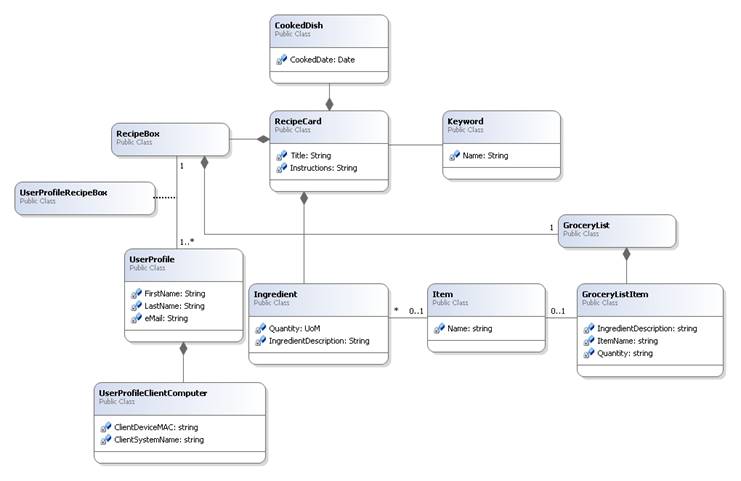 CookedDish
Public Class
CookedDate: Date
RecipeBox
Public Class
RecipeCard
Public Class
Title: String
Instructions: String
Keyword
Public Class
Name: String
1
UserProfileRecipeBox
Public Class
1..*
1
GroceryList
Public Class
UserProfile
Public Class
FirstName: String
LastName: String
eMail: String
Ingredient
Public Class
Quantity: UoM
IngredientDescription: String
*
0..1
Item
Public Class
Name: string
0..1
GroceryListItem
Public Class
IngredientDescription: string
ItemName: string
Quantity: string
UserProfileClientComputer
Public Class
ClientDeviceMAC: string
ClientSystemName: string